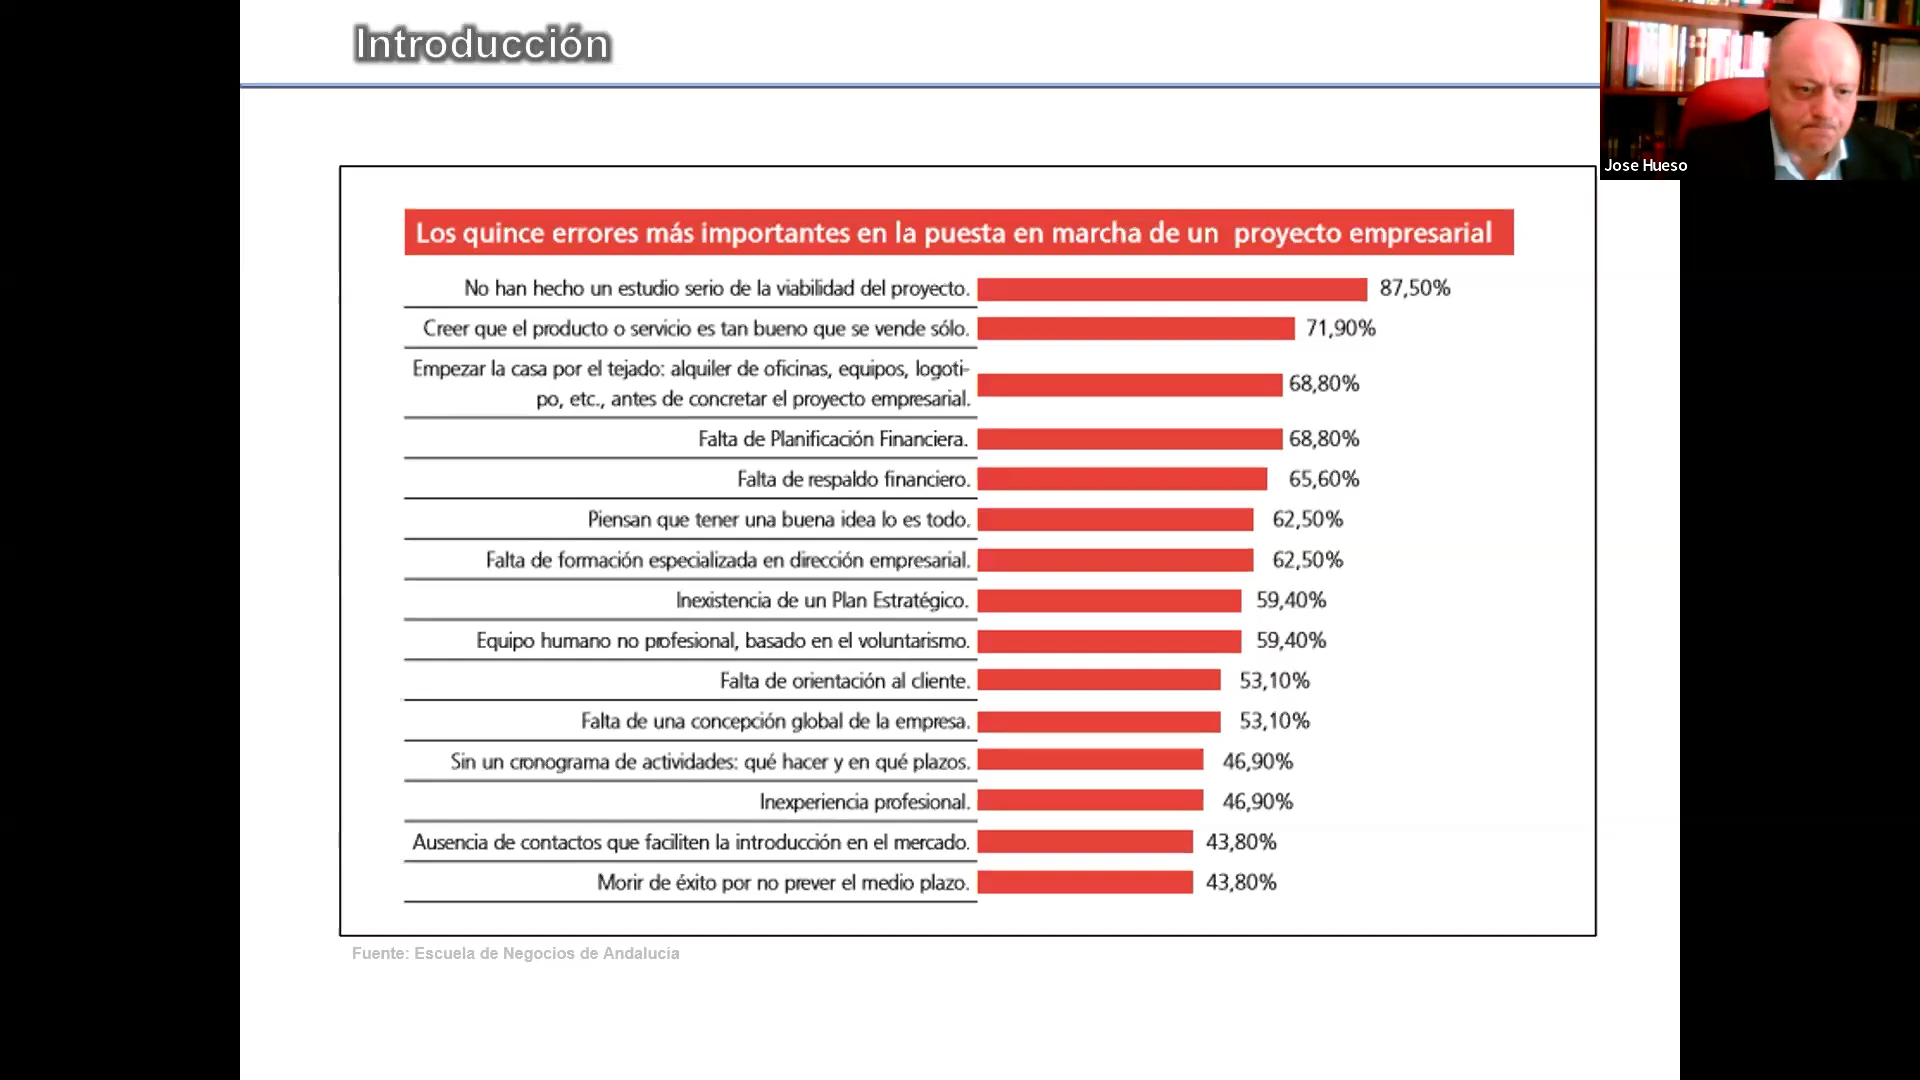 Introducción
Jose Hueso
Los quince errores más importantes en la puesta en marcha de un proyecto empresarial
No han hecho un estudio serio de la viabilidad del proyecto. 87,50%
Creer que el producto o servicio es tan bueno que se vende sólo. 71,90%
Empezar la casa por el tejado: alquiler de oficinas, equipos, logoti-
po, etc., antes de concretar el proyecto empresarial. 68,80%
Falta de Planificación Financiera. 68,80%
Falta de respaldo financiero. 65,60%
Piensan que tener una buena idea lo es todo. 62,50%
Falta de formación especializada en dirección empresarial. 62,50%
Inexistencia de un Plan Estratégico. 59,40%
Equipo humano no profesional, basado en el voluntarismo. 59,40%
Falta de orientación al cliente. 53,10%
Falta de una concepción global de la empresa. 53,10%
Sin un cronograma de actividades: qué hacer y en qué plazos. 46,90%
Inexperiencia profesional. 46,90%
Ausencia de contactos que faciliten la introducción en el mercado. 43,80%
Morir de éxito por no prever el medio plazo. 43,80%
Fuente: Escuela de Negocios de Andalucía